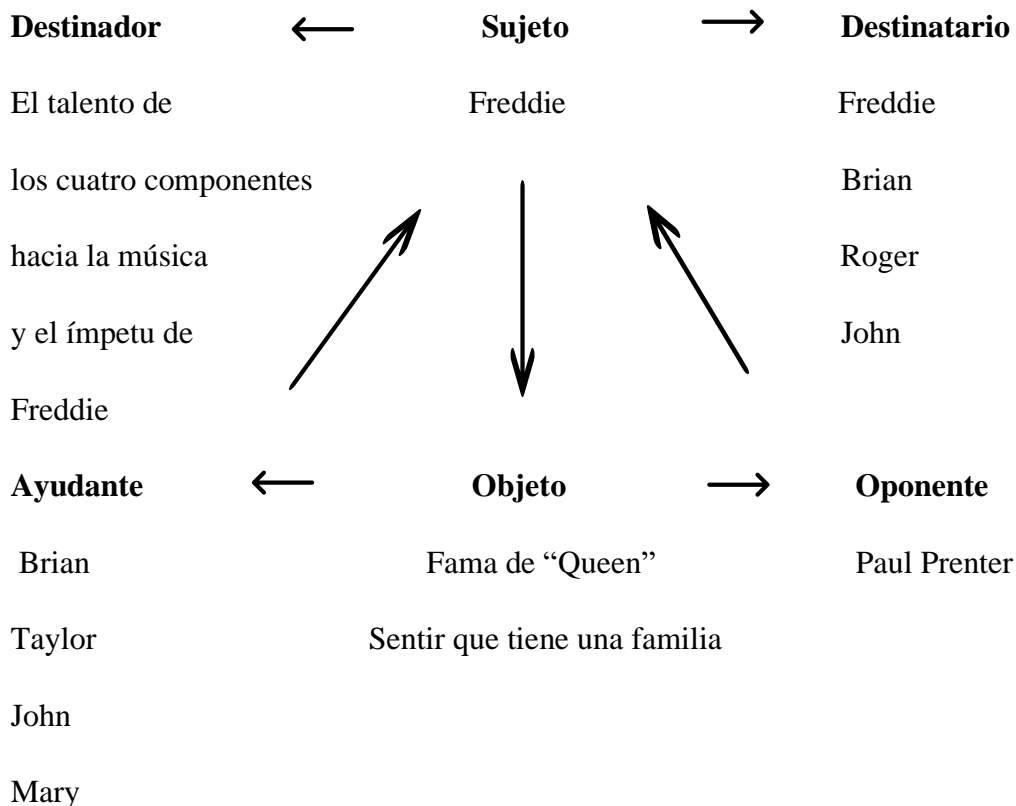 Destinador Sujeto Destinatario
El talento de Freddie Freddie
los cuatro componentes Brian
hacia la música Roger
y el ímpetu de John
Freddie
Ayudante Objeto Oponente
Brian Fama de “Queen” Paul Prenter
Taylor Sentir que tiene una familia
John
Mary